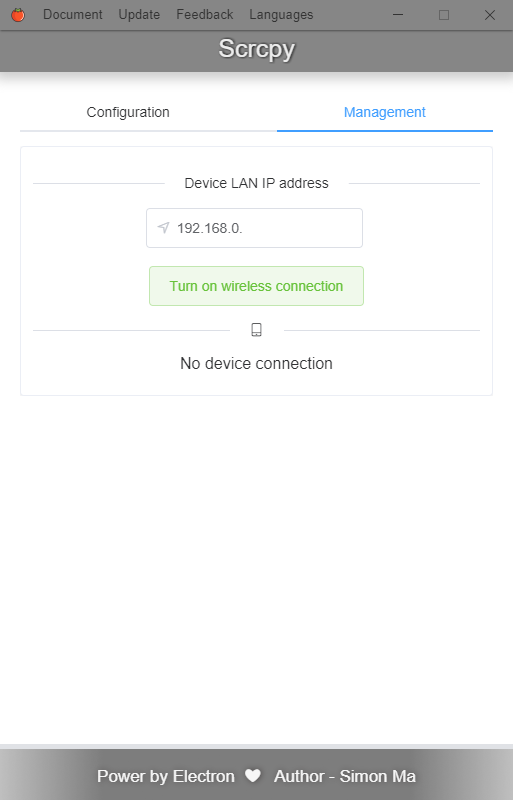 Document Update Feedback Languages
Scrcpy
Configuration Management
Device LAN IP address
192.168.0.
Turn on wireless connection
No device connection
Power by Electron Author - Simon Ma